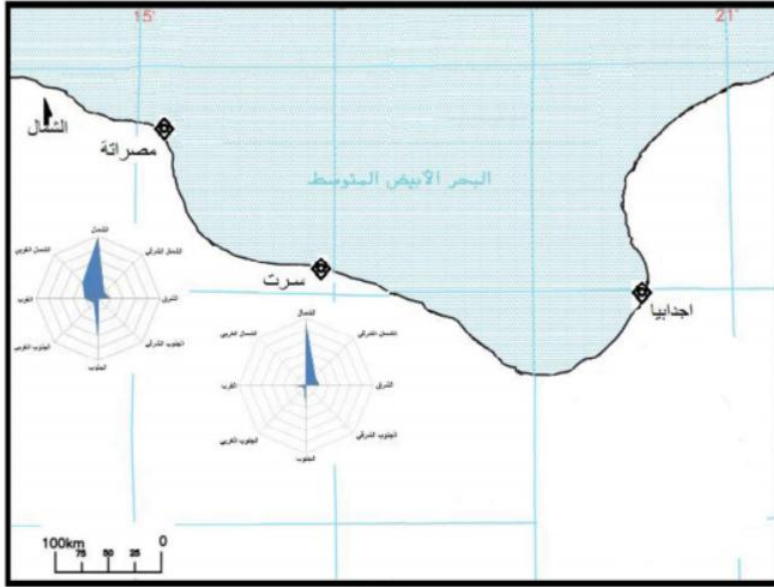 15'
21'
الشمال
مصراتة
البحر الأبيض المتوسط
سرت
اجدابيا
الشمال
الشمال الشرقي
الشرق
الجنوب الشرقي
الجنوب
الجنوب الغربي
الغرب
الشمال الغربي
الشمال
الشمال الشرقي
الشرق
الجنوب الشرقي
الجنوب
الجنوب الغربي
الغرب
الشمال الغربي
100km 0
75 50 25